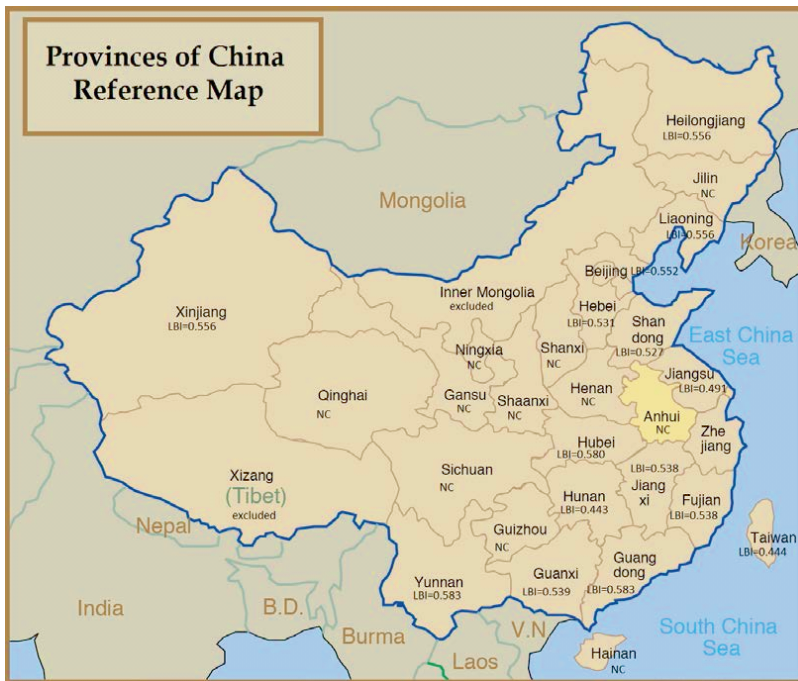 Provinces of China
Reference Map
Heilongjiang
LBI=0.556
Jilin
NC
Mongolia
Liaoning
LBI=0.556
Korea
Beijing LBI=0.552
Inner Mongolia
excluded
Xinjiang
LBI=0.556
Hebei
LBI=0.531
Shan
dong
LBI=0.527
East China
Sea
Ningxia
NC
Shanxi
NC
Jiangsu
LBI=0.491
Qinghai
NC
Gansu
NC
Shaanxi
NC
Henan
NC
Anhui
NC
Zhe
jiang
Hubei
LBI=0.580
Xizang
(Tibet)
excluded
Sichuan
NC
LBI=0.538
Jiang
xi
Hunan
LBI=0.443
Fujian
LBI=0.538
Nepal
Guizhou
NC
Taiwan
LBI=0.444
Yunnan
LBI=0.583
Guanxi
LBI=0.539
Guang
dong
LBI=0.583
India
B.D.
Burma
V.N
Laos
South China
Sea
Hainan
NC